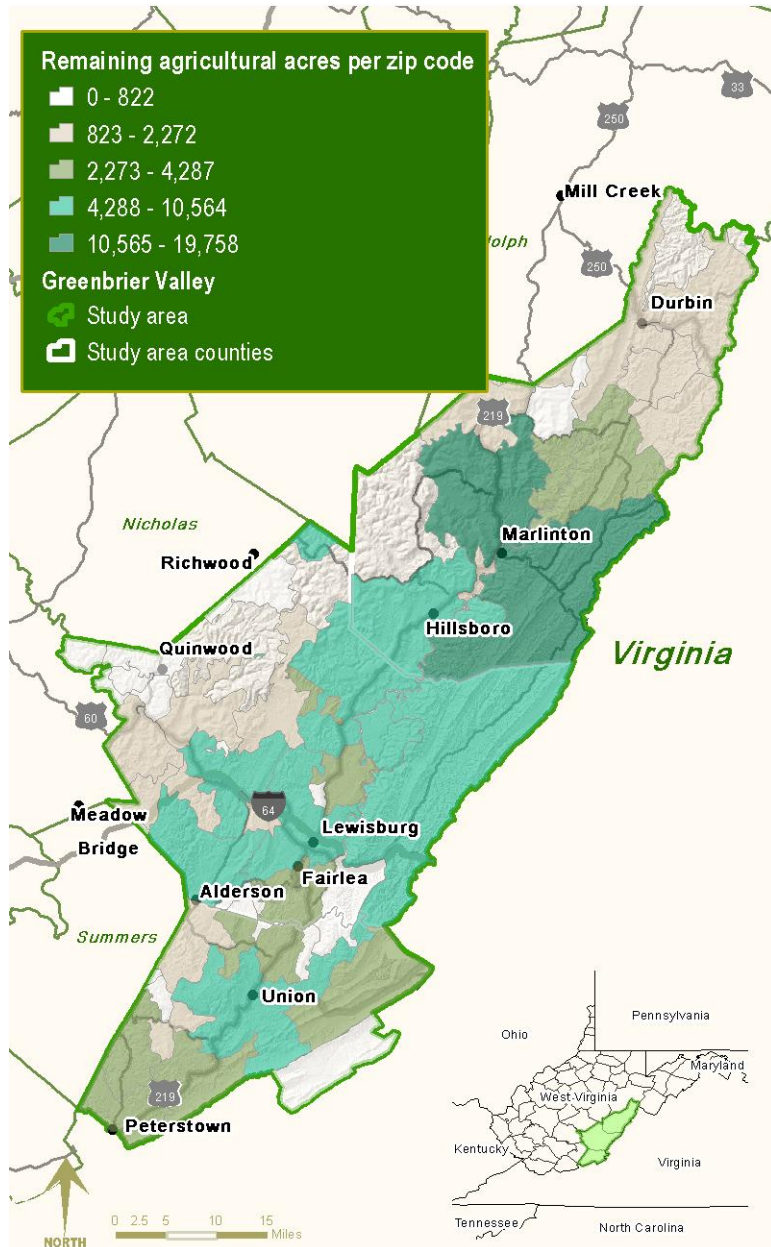 Remaining agricultural acres per zip code
0 - 822
823 - 2,272
2,273 - 4,287
4,288 - 10,564
10,565 - 19,758
Greenbrier Valley
Study area
Study area counties
33
250
Mill Creek
olph
250
Durbin
219
Nicholas
Richwood
Marlinton
Hillsboro
Quinwood
Virginia
60
Meadow
Bridge
64
Lewisburg
Fairlea
Alderson
Summers
Union
219
Peterstown
NORTH
0 2.5 5 10 15
Miles
Ohio
Pennsylvania
Maryland
West Virginia
Kentucky
Virginia
Tennessee
North Carolina